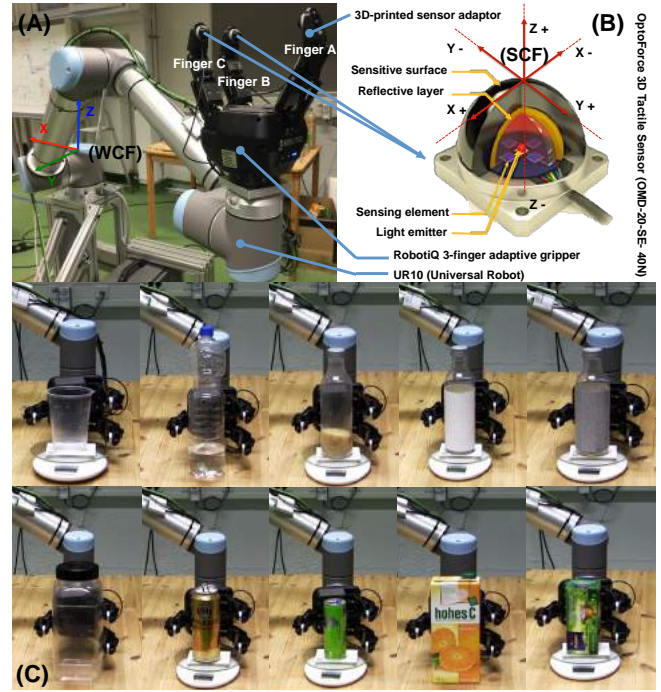 (A)
3D-printed sensor adaptor
Finger A
Finger C
Finger B
Z
X
(WCF)
Y
(B)
Z +
Y -
(SCF)
X -
Sensitive surface
Reflective layer
X +
Y +
Sensing element
Z -
Light emitter
RobotiQ 3-finger adaptive gripper
UR10 (Universal Robot)
OptoForce 3D Tactile Sensor (OMD-20-SE- 40N)
hohes C
(C)